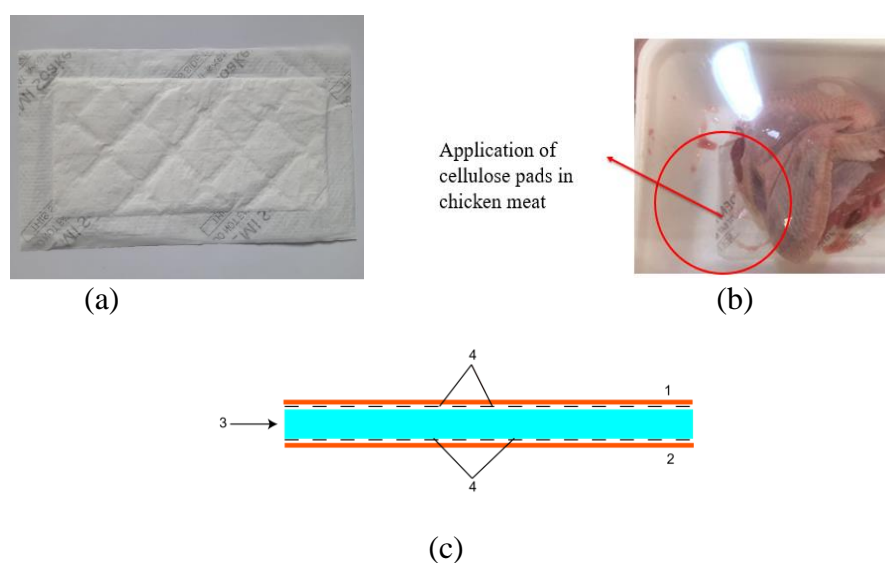 Application of
cellulose pads in
chicken meat
(a)
(b)
4
1
3
2
4
(c)